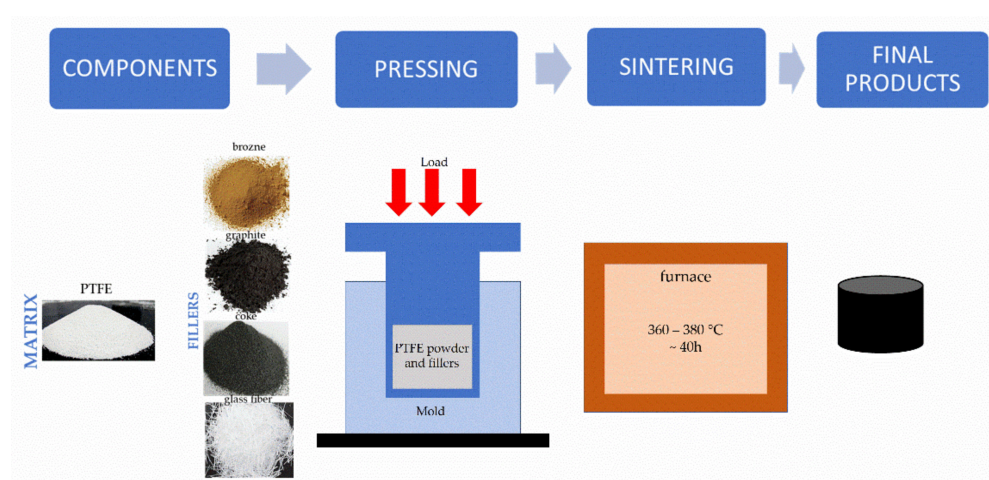 COMPONENTS
PRESSING
SINTERING
FINAL
PRODUCTS
MATRIX
PTFE
FILLERS
brozne
graphite
coke
glass fiber
Load
PTFE powder
and fillers
Mold
furnace
360 – 380 °C
~ 40h